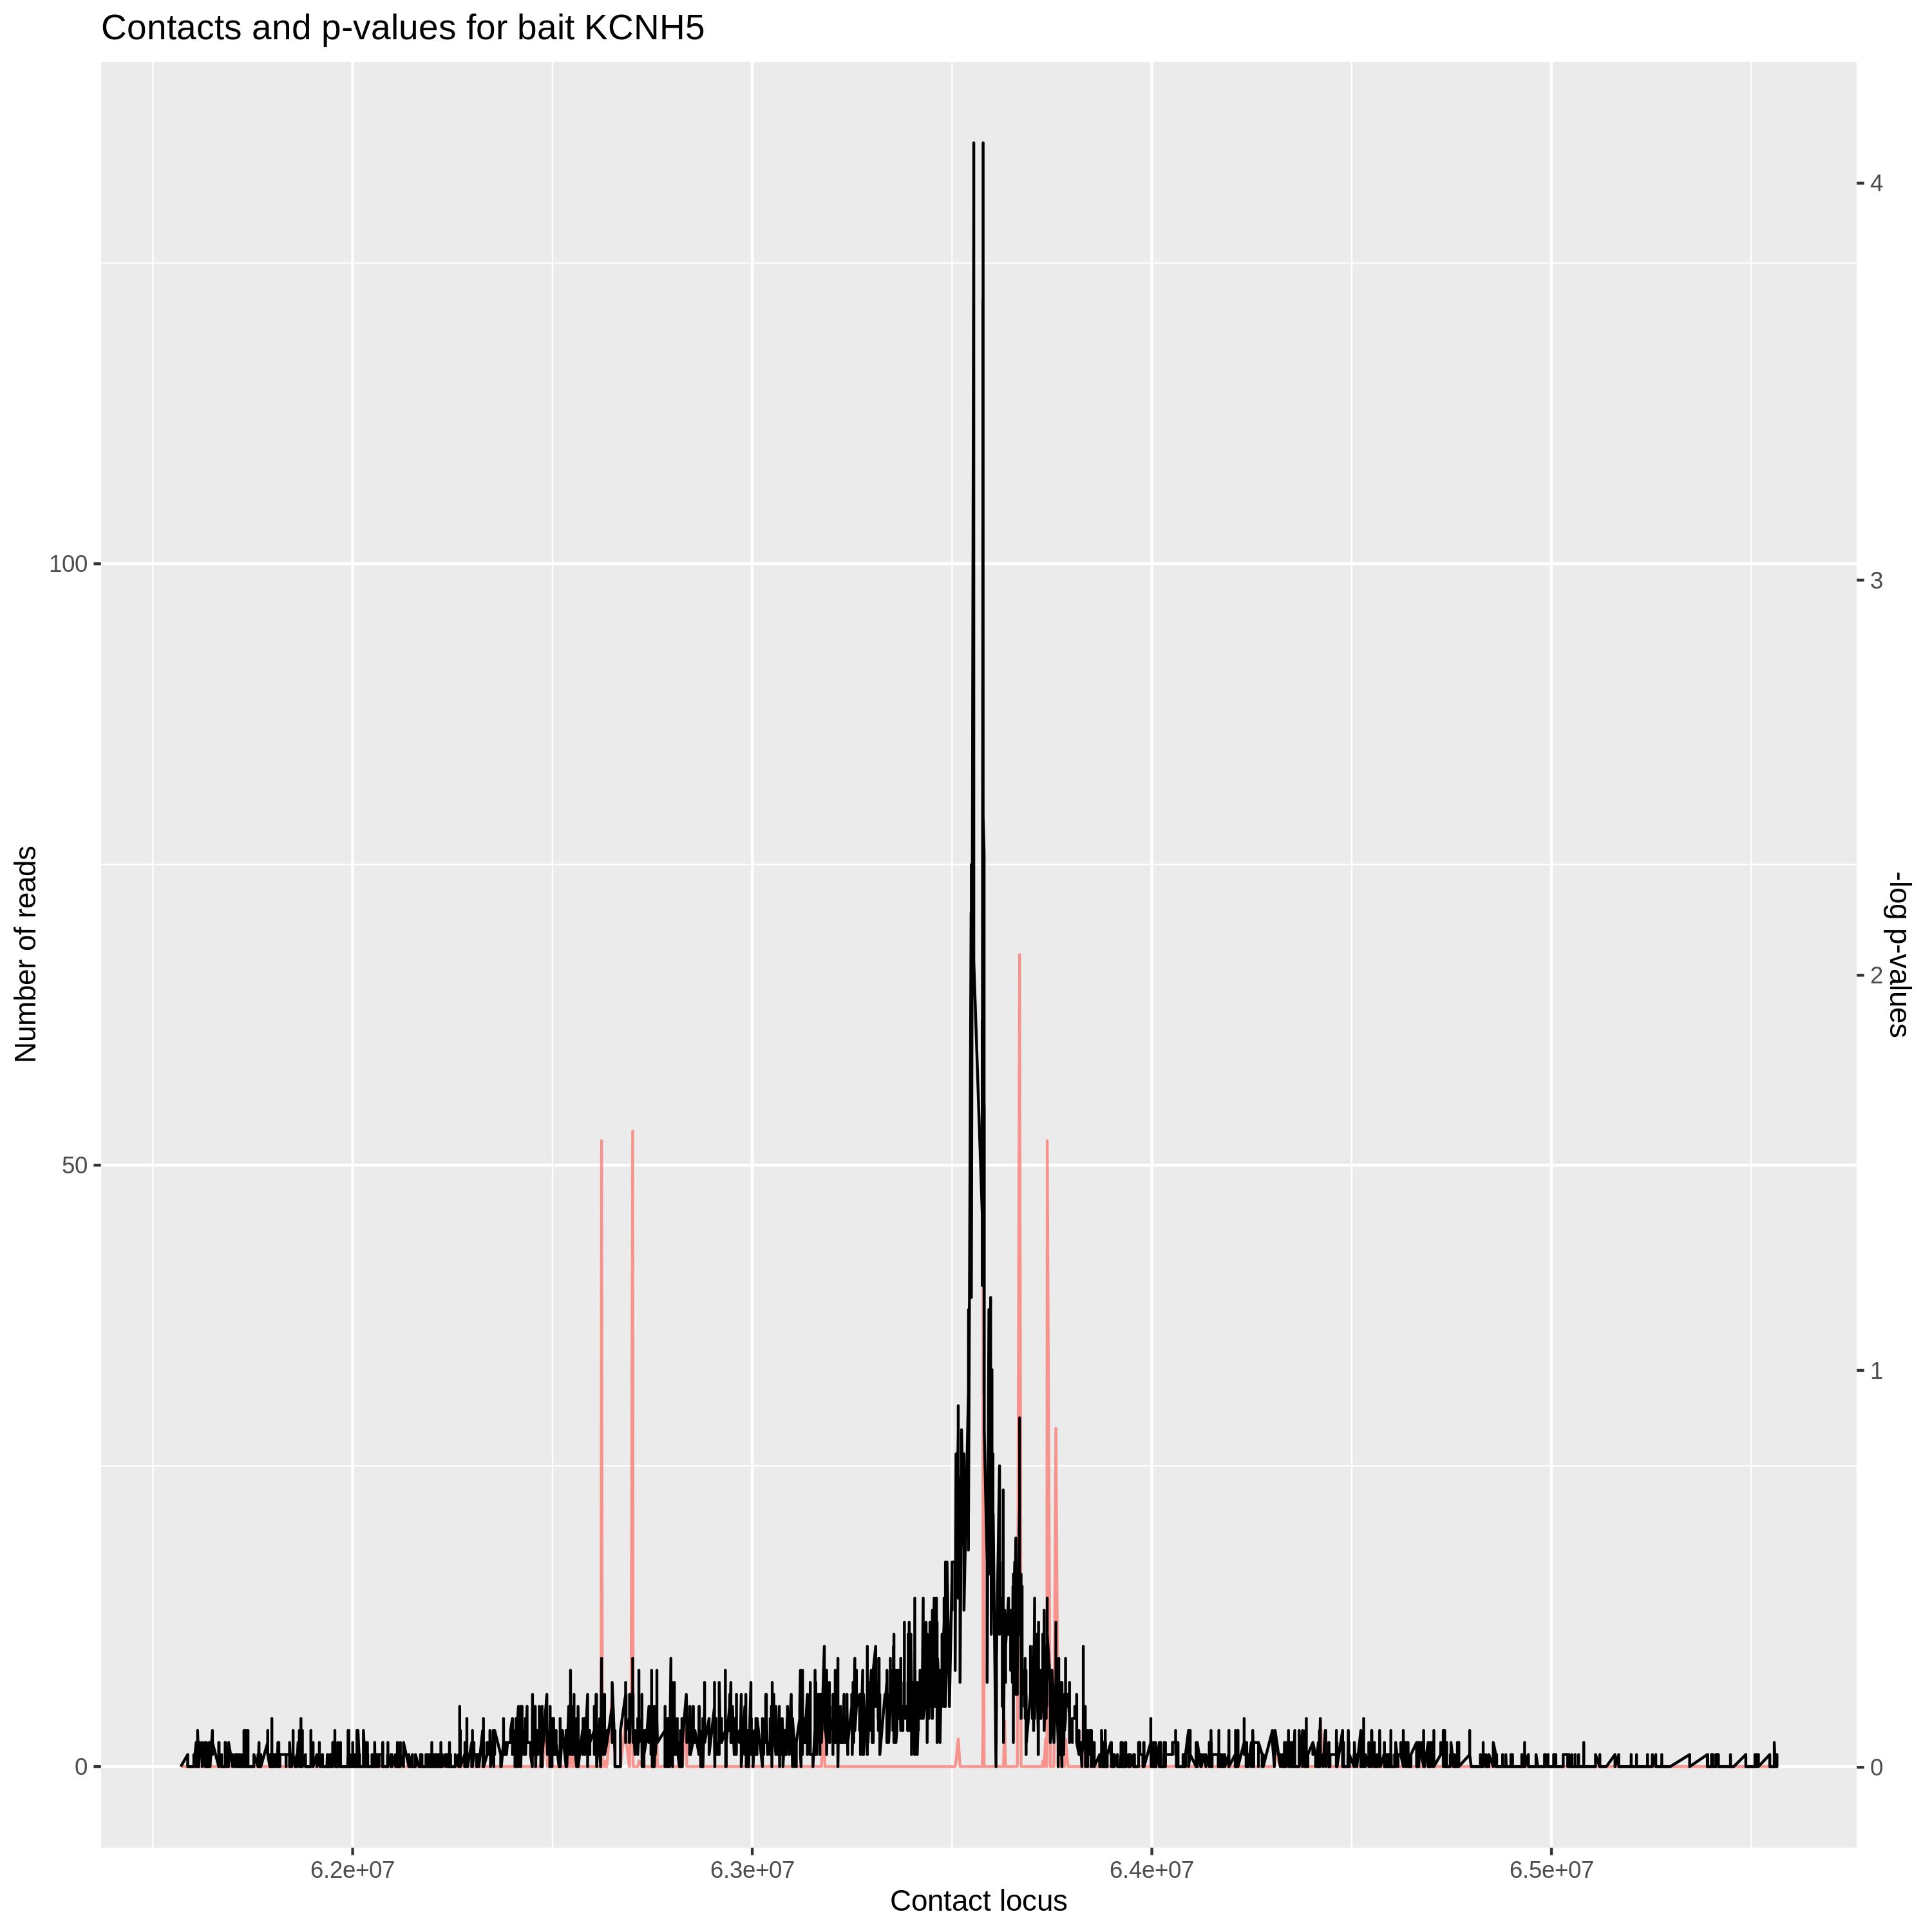 Contacts and p-values for bait KCNH5
Number of reads
100
50
0
4
3
2
1
0
-log p-values
6.2e+07
6.3e+07
6.4e+07
6.5e+07
Contact locus